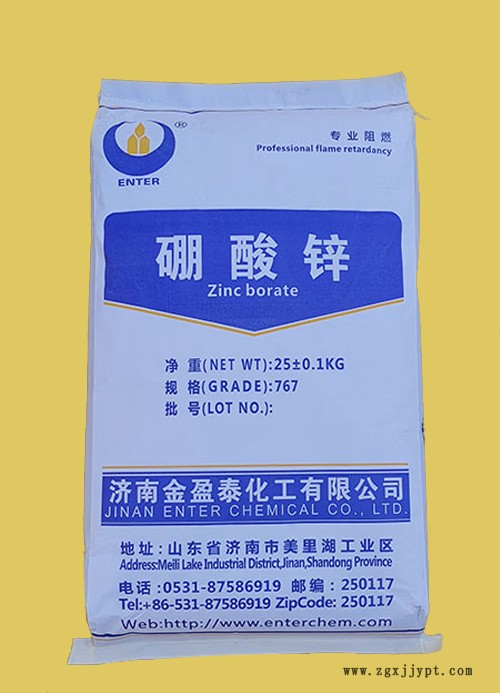 ®
ENTER
专业阻燃
Professional flame retardancy
硼酸锌
Zinc borate
净 重(NET WT):25±0.1KG
规 格(GRADE):767
批 号(LOT NO.):
济南金盈泰化工有限公司
JINAN ENTER CHEMICAL CO., LTD.
地址:山东省济南市美里湖工业区
Address:Meili Lake Industrial District,Jinan,Shandong Province
电话:0531-87586919 邮编:250117
Tel:+86-531-87586919 ZipCode: 250117
Web:http://www.enterchem.com
www.zgxjjypt.com